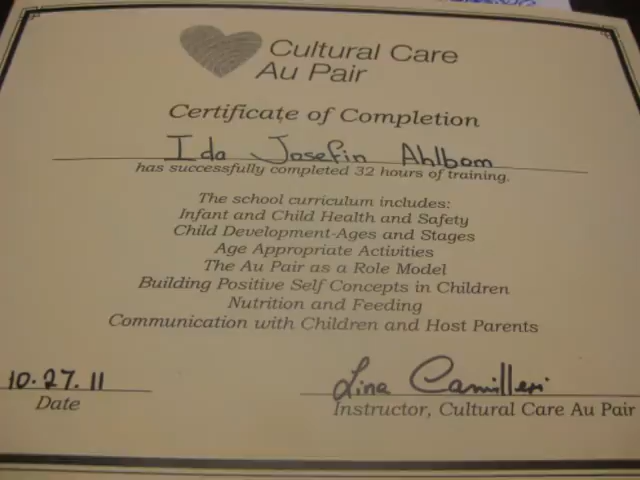 Cultural Care
Au Pair
Certificate of Completion
Ida Josefin Ahlbom
has successfully completed 32 hours of training.
The school curriculum includes:
Infant and Child Health and Safety
Child Development-Ages and Stages
Age Appropriate Activities
The Au Pair as a Role Model
Building Positive Self Concepts in Children
Nutrition and Feeding
Communication with Children and Host Parents
10.27.11
Lina Camilleri
Date
Instructor, Cultural Care Au Pair